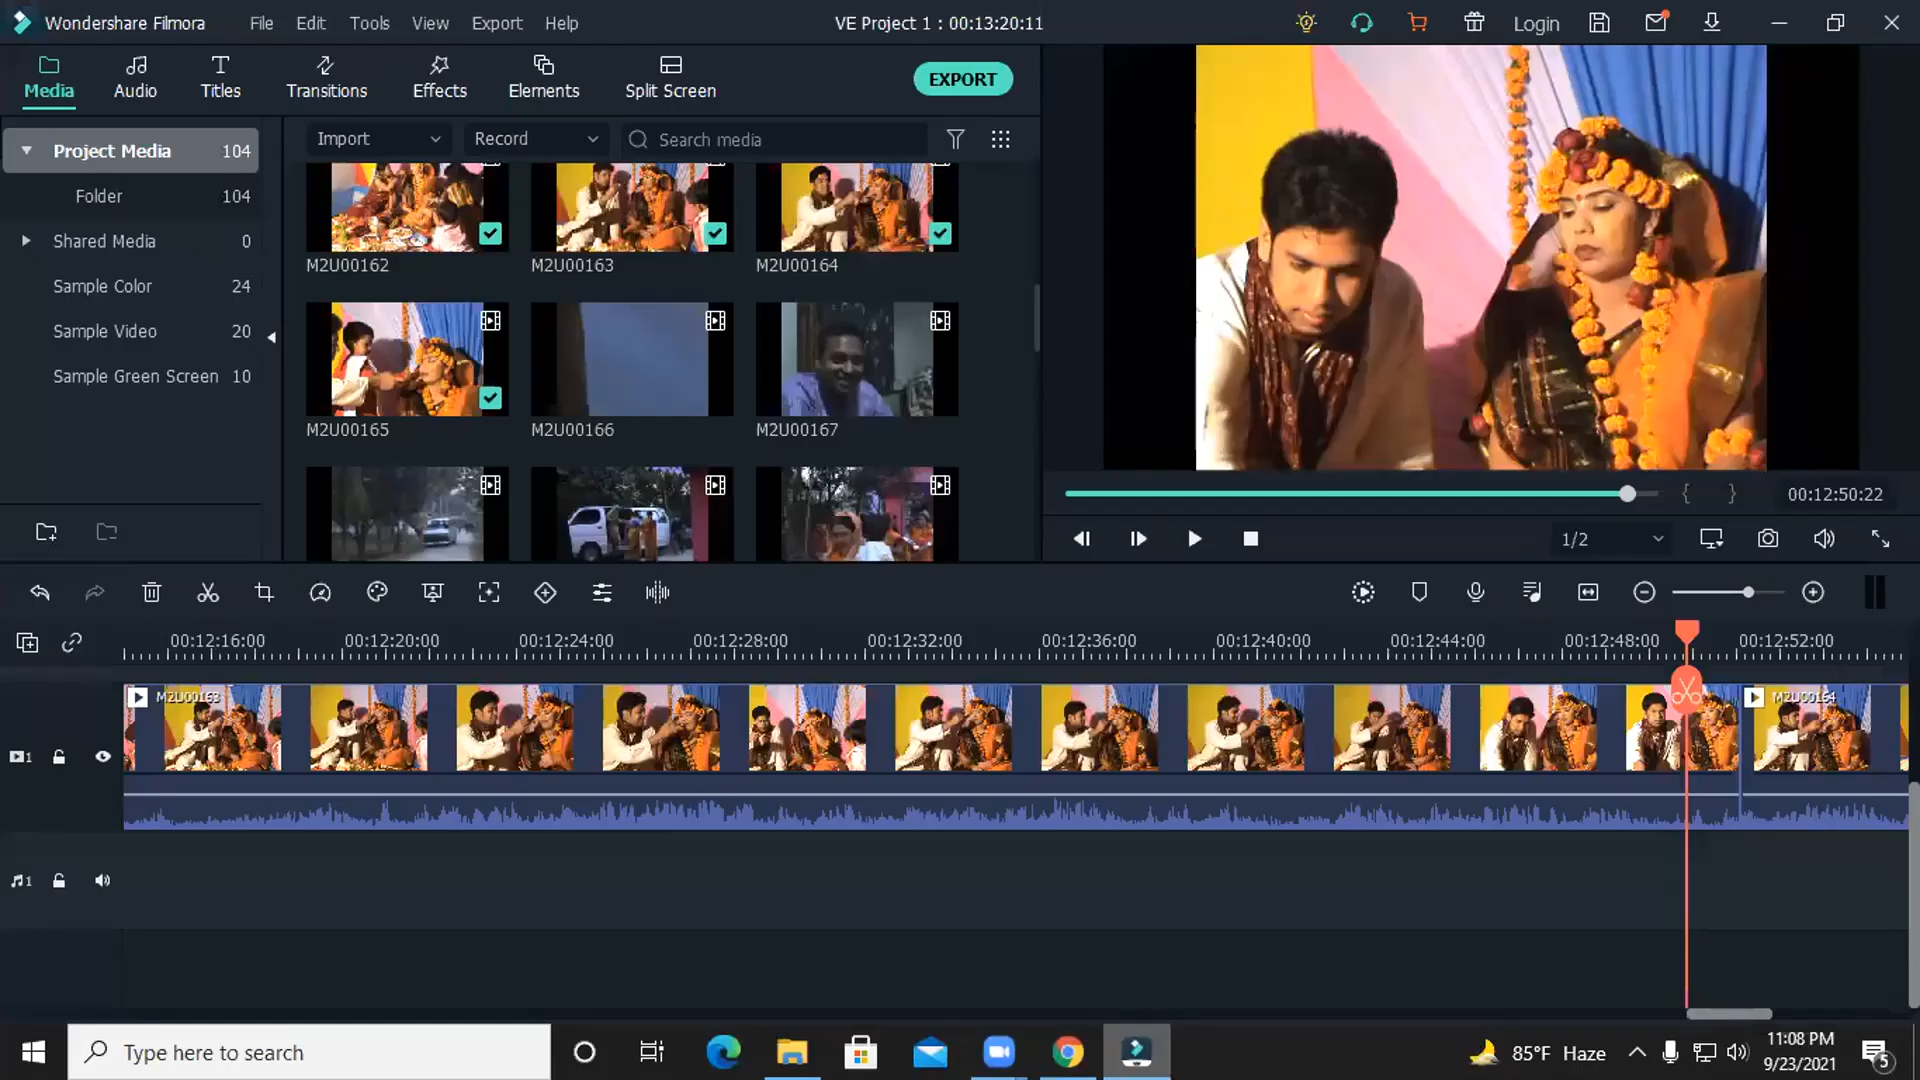 Wondershare Filmora File Edit Tools View Export Help VE Project 1 : 00:13:20:11 Login
Media Audio Titles Transitions Effects Elements Split Screen EXPORT
Import Record Search media
Project Media 104
Folder 104
Shared Media 0
Sample Color 24
Sample Video 20
Sample Green Screen 10
M2U00162 M2U00163 M2U00164
M2U00165 M2U00166 M2U00167
{ } 00:12:50:22
1/2
00:12:16:00 00:12:20:00 00:12:24:00 00:12:28:00 00:12:32:00 00:12:36:00 00:12:40:00 00:12:44:00 00:12:48:00 00:12:52:00
M2U00163 M2U00164
1
1
Type here to search
85°F Haze
11:08 PM
9/23/2021
5